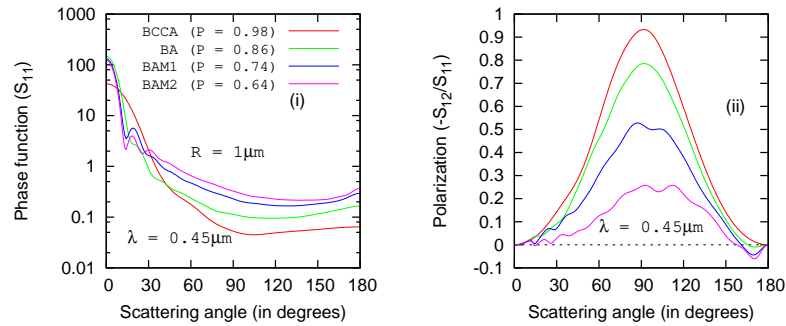 BCCA (P = 0.98)
BA (P = 0.86)
BAM1 (P = 0.74)
BAM2 (P = 0.64)
(i)
R = 1μm
λ = 0.45μm
Phase function (S11)
1000
100
10
1
0.1
0.01
0 30 60 90 120 150 180
Scattering angle (in degrees)
(ii)
λ = 0.45μm
Polarization (-S12/S11)
1
0.9
0.8
0.7
0.6
0.5
0.4
0.3
0.2
0.1
0
-0.1
0 30 60 90 120 150 180
Scattering angle (in degrees)